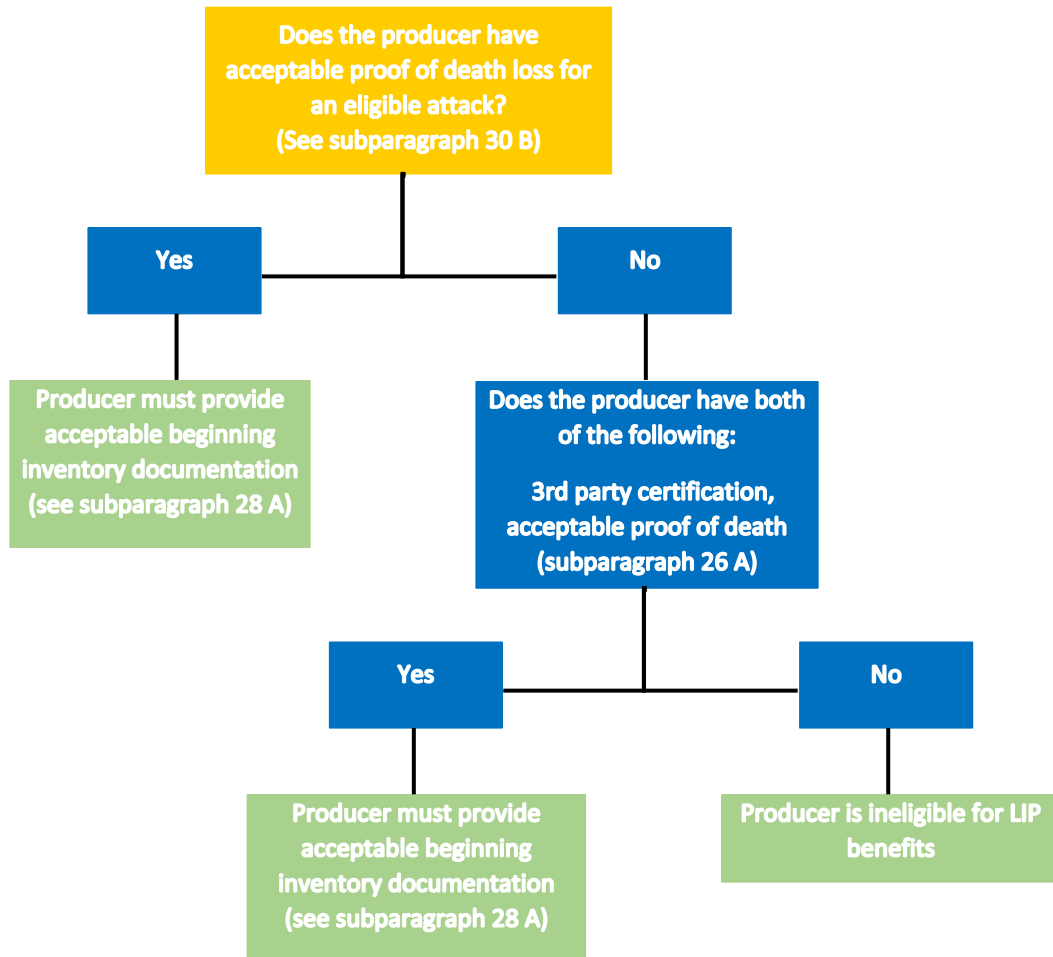 Does the producer have
acceptable proof of death loss for
an eligible attack?
(See subparagraph 30 B)
Yes
No
Producer must provide
acceptable beginning
inventory documentation
(see subparagraph 28 A)
Does the producer have both
of the following:
3rd party certification,
acceptable proof of death
(subparagraph 26 A)
Yes
No
Producer must provide
acceptable beginning
inventory documentation
(see subparagraph 28 A)
Producer is ineligible for LIP
benefits